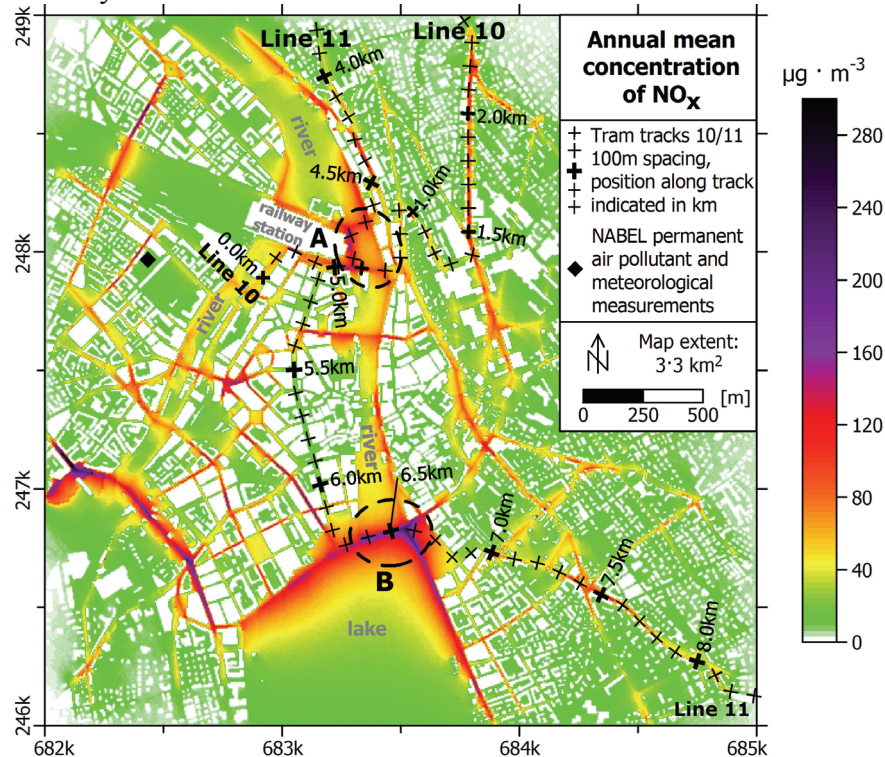 249k
248k
247k
246k
682k
683k
684k
685k
Line 11
Line 10
4.0km
2.0km
river
4.5km
1.0km
railway
station
A
1.5km
0.0km
Line 10
5.0km
river
5.5km
river
6.5km
6.0km
7.0km
B
7.5km
lake
8.0km
Line 11
Annual mean
concentration
of NOx
Tram tracks 10/11
100m spacing,
position along track
indicated in km
NABEL permanent
air pollutant and
meteorological
measurements
N
Map extent:
3·3 km²
[m]
0 250 500
µg · m⁻³
280
240
200
160
120
80
40
0